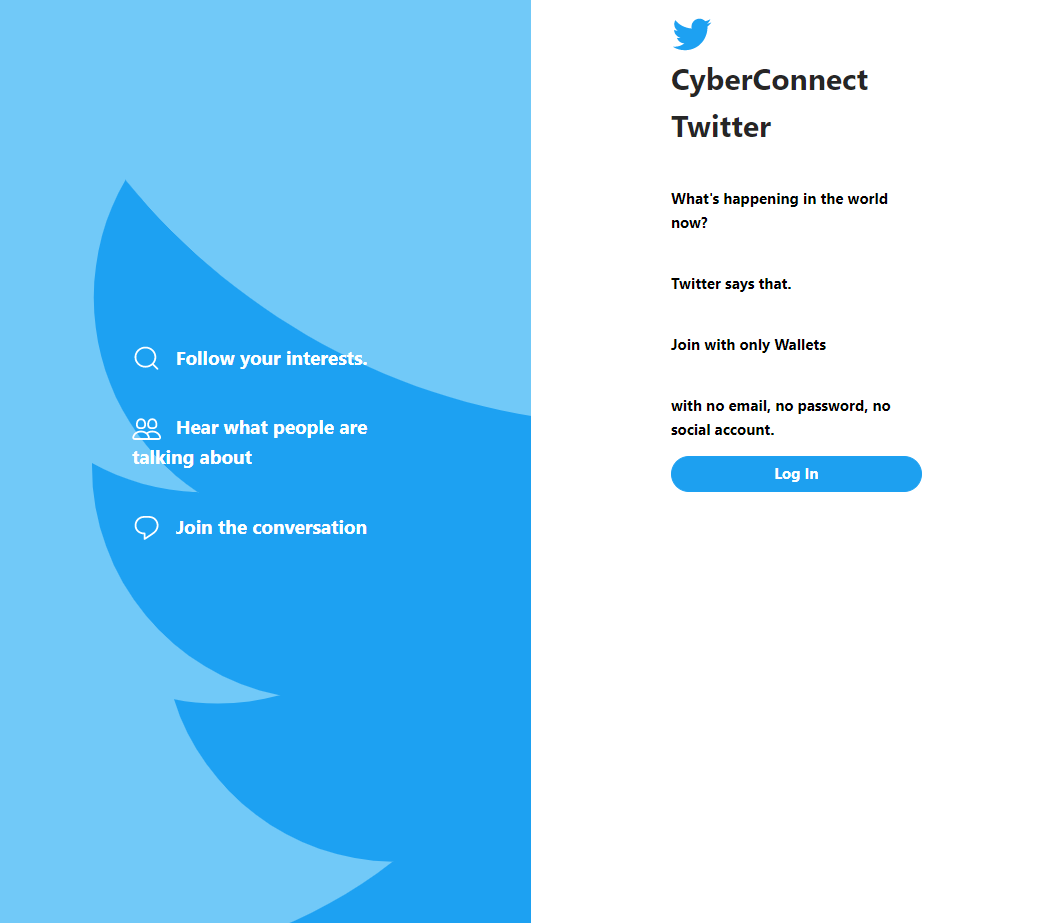 Follow your interests.
Hear what people are
talking about
Join the conversation
CyberConnect
Twitter
What's happening in the world
now?
Twitter says that.
Join with only Wallets
with no email, no password, no
social account.
Log In